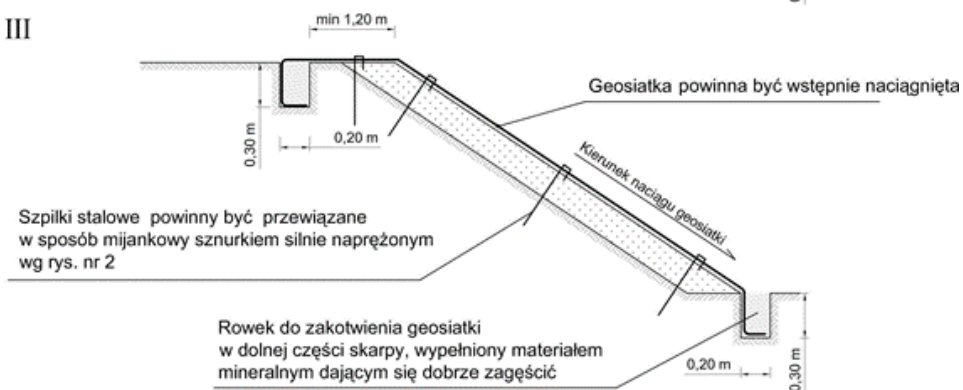 III
min 1,20 m
Geosiatka powinna być wstępnie naciągnięta
0,30 m
0,20 m
Kierunek naciągu geosiatki
Szpilki stalowe powinny być przewiązane
w sposób mijankowy sznurkiem silnie naprężonym
wg rys. nr 2
Rowek do zakotwienia geosiatki
w dolnej części skarpy, wypełniony materiałem
mineralnym dającym się dobrze zagęścić
0,20 m
0,30 m